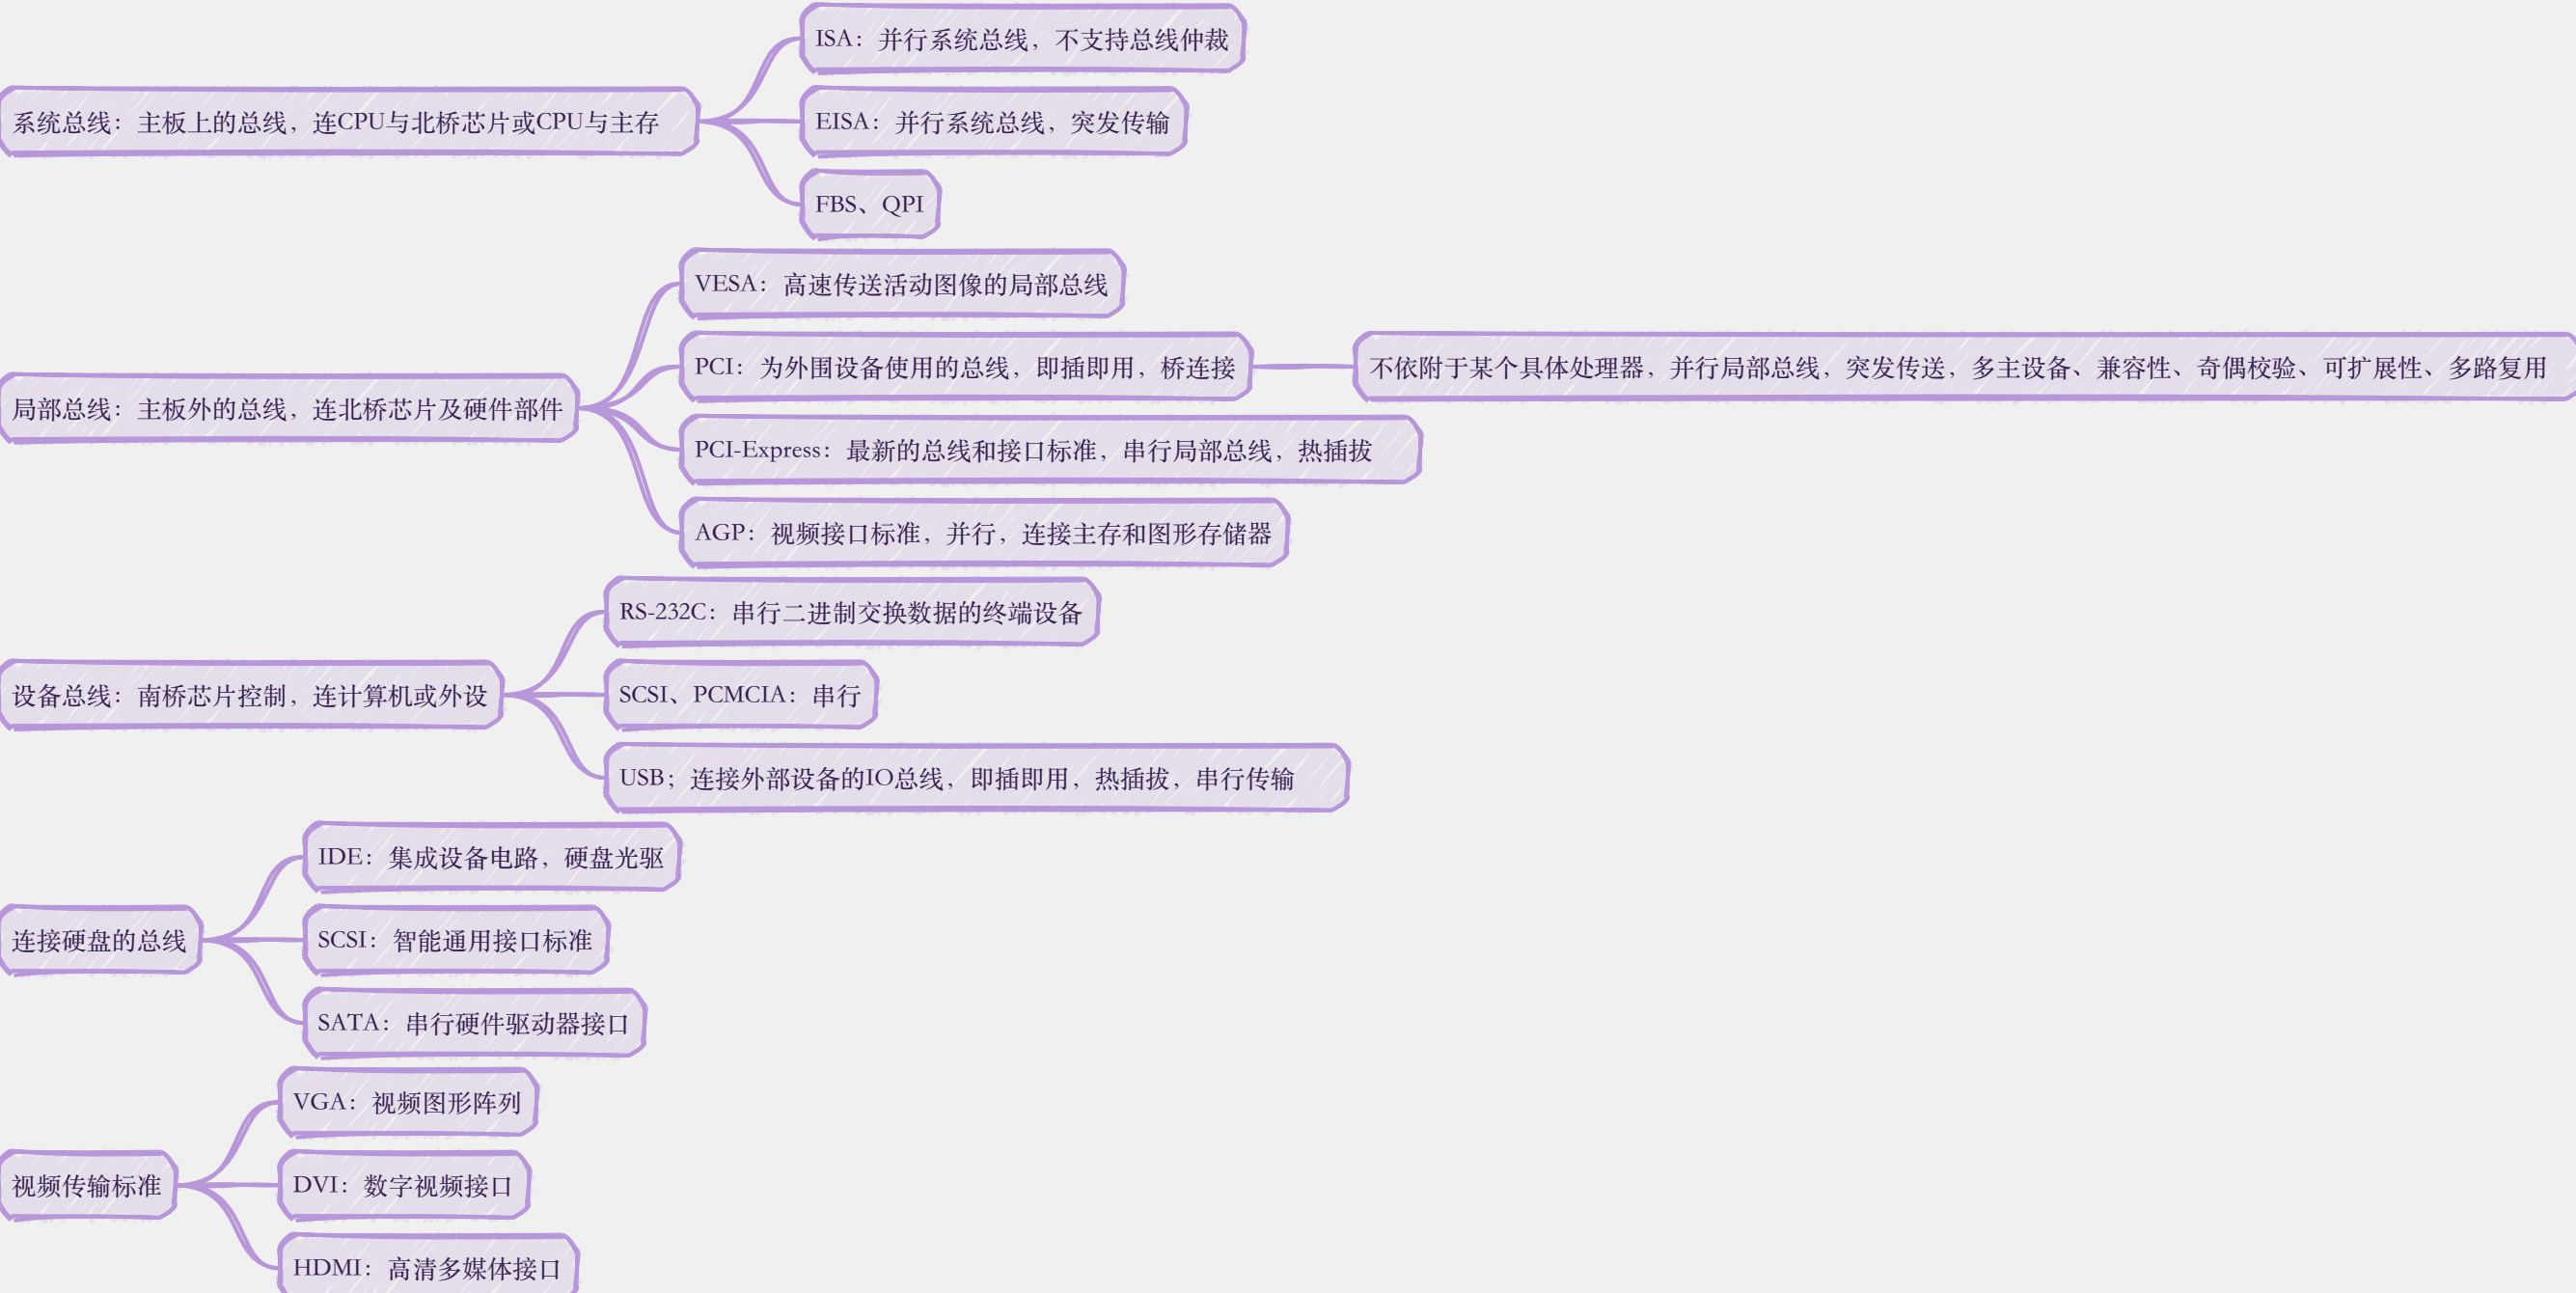 系统总线：主板上的总线，连CPU与北桥芯片或CPU与主存
ISA：并行系统总线，不支持总线仲裁
EISA：并行系统总线，突发传输
FBS、QPI
局部总线：主板外的总线，连北桥芯片及硬件部件
VESA：高速传送活动图像的局部总线
PCI：为外围设备使用的总线，即插即用，桥连接
不依附于某个具体处理器，并行局部总线，突发传送，多主设备、兼容性、奇偶校验、可扩展性、多路复用
PCI-Express：最新的总线和接口标准，串行局部总线，热插拔
AGP：视频接口标准，并行，连接主存和图形存储器
设备总线：南桥芯片控制，连计算机或外设
RS-232C：串行二进制交换数据的终端设备
SCSI、PCMCIA：串行
USB；连接外部设备的IO总线，即插即用，热插拔，串行传输
连接硬盘的总线
IDE：集成设备电路，硬盘光驱
SCSI：智能通用接口标准
SATA：串行硬件驱动器接口
视频传输标准
VGA：视频图形阵列
DVI：数字视频接口
HDMI：高清多媒体接口